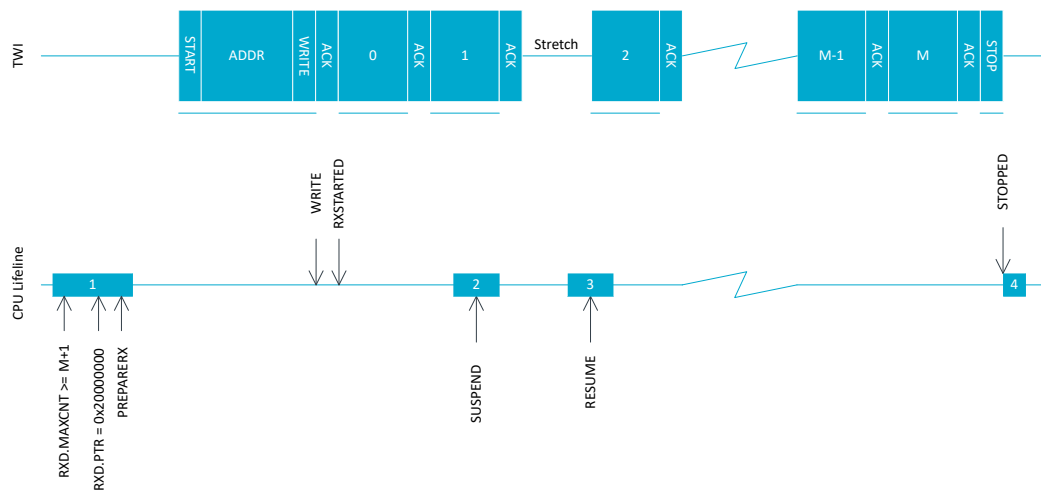 TWI
START
ADDR
WRITE
ACK
0
ACK
1
ACK
Stretch
2
ACK
M-1
ACK
M
ACK
STOP
CPU Lifeline
WRITE
RXSTARTED
STOPPED
1
2
3
4
RXD.MAXCNT >= M+1
RXD.PTR = 0x20000000
PREPARERX
SUSPEND
RESUME